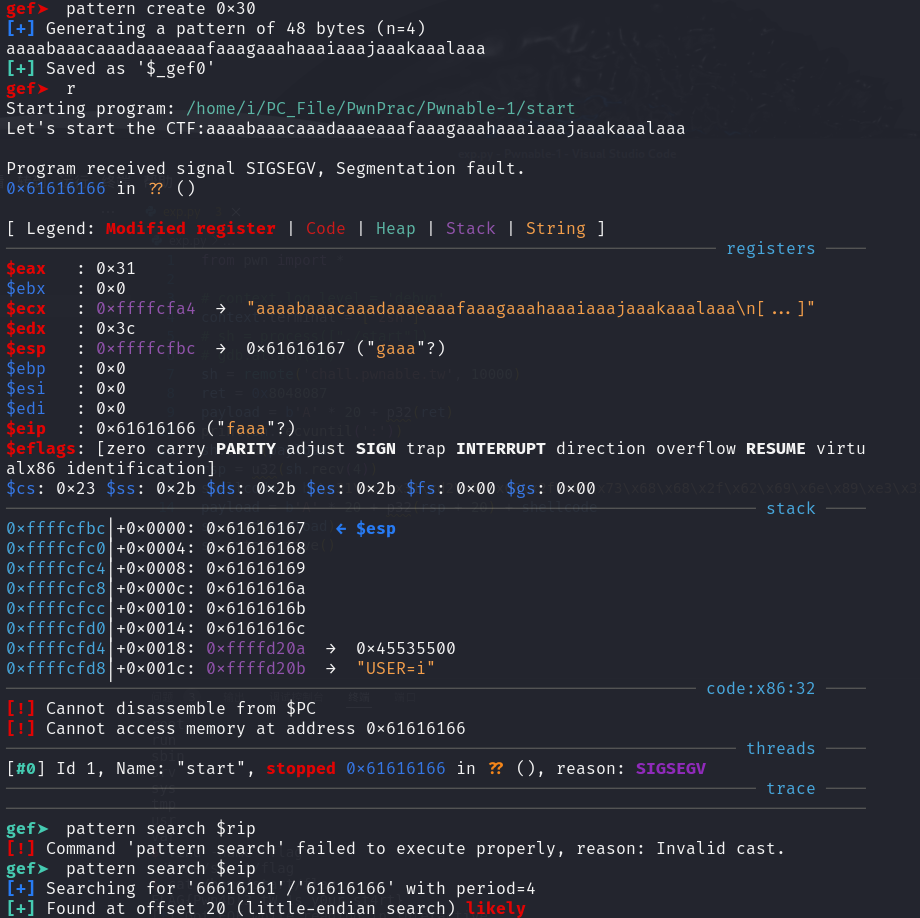 gef➤  pattern create 0×30
[+] Generating a pattern of 48 bytes (n=4)
aaaabaaacaaadaaaeaaafaaagaaahaaaiaaajaaakaaalaaa
[+] Saved as '$_gef0'
gef➤  r
Starting program: /home/i/PC_File/PwnPrac/Pwnable-1/start
Let's start the CTF:aaaabaaacaaadaaaeaaafaaagaaahaaaiaaajaaakaaalaaa
Program received signal SIGSEGV, Segmentation fault.
0×61616166 in ?? ()
[ Legend: Modified register | Code | Heap | Stack | String ]
registers
$eax   : 0×31
$ebx   : 0×0
$ecx   : 0×ffffcfa4  →  "aaaabaaacaaadaaaeaaafaaagaaahaaaiaaajaaakaaalaaa\n[...]"
$edx   : 0×3c
$esp   : 0×ffffcfbc  →  0×61616167 ("gaaa"?)
$ebp   : 0×0
$esi   : 0×0
$edi   : 0×0
$eip   : 0×61616166 ("faaa"?)
$eflags: [zero carry PARITY adjust SIGN trap INTERRUPT direction overflow RESUME virtu
alx86 identification]
$cs: 0×23 $ss: 0×2b $ds: 0×2b $es: 0×2b $fs: 0×00 $gs: 0×00
stack
0×ffffcfbc│+0×0000: 0×61616167   ← $esp
0×ffffcfc0│+0×0004: 0×61616168
0×ffffcfc4│+0×0008: 0×61616169
0×ffffcfc8│+0×000c: 0×6161616a
0×ffffcfcc│+0×0010: 0×6161616b
0×ffffcfd0│+0×0014: 0×6161616c
0×ffffcfd4│+0×0018: 0×ffffd20a  →  0×45535500
0×ffffcfd8│+0×001c: 0×ffffd20b  →  "USER=i"
code:x86:32
[!] Cannot disassemble from $PC
[!] Cannot access memory at address 0×61616166
threads
[#0] Id 1, Name: "start", stopped 0×61616166 in ?? (), reason: SIGSEGV
trace
gef➤  pattern search $rip
[!] Command 'pattern search' failed to execute properly, reason: Invalid cast.
gef➤  pattern search $eip
[+] Searching for '66616161'/'61616166' with period=4
[+] Found at offset 20 (little-endian search) likely